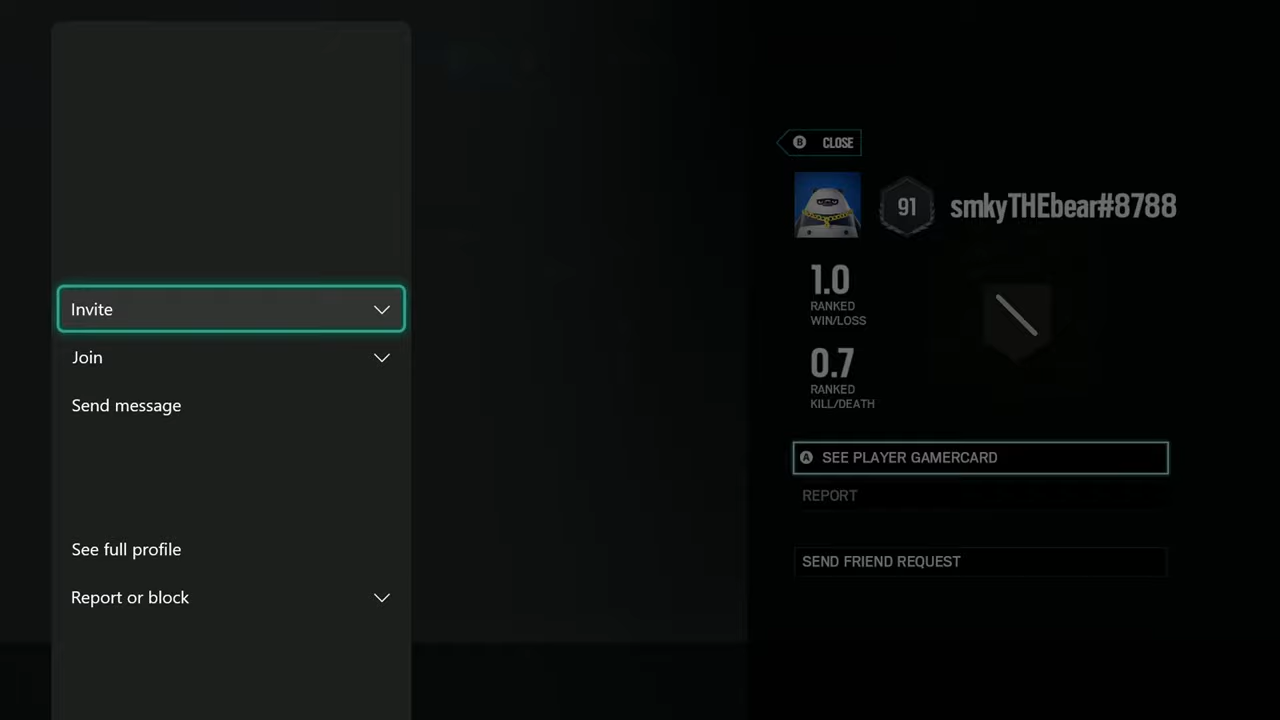 Invite
Join
Send message
See full profile
Report or block
B CLOSE
91 smkyTHEbear#8788
1.0
RANKED
WIN/LOSS
0.7
RANKED
KILL/DEATH
A SEE PLAYER GAMERCARD
REPORT
SEND FRIEND REQUEST